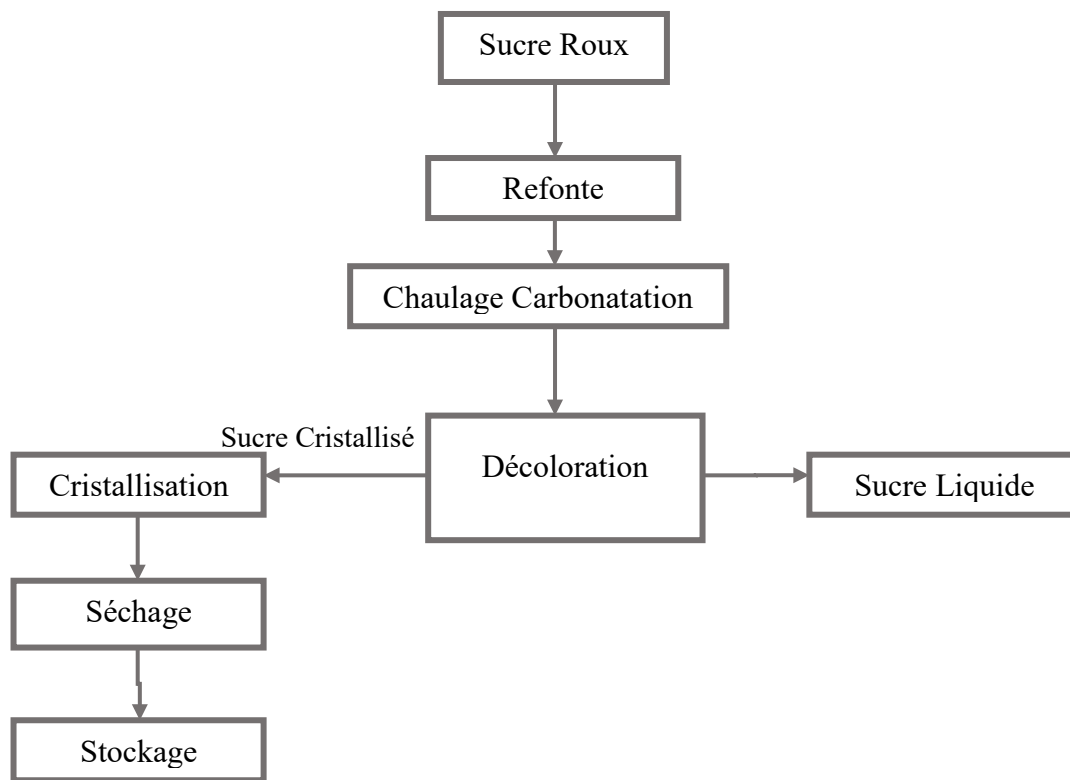 Sucre Roux
Refonte
Chaulage Carbonatation
Sucre Cristallisé
Décoloration
Cristallisation
Sucre Liquide
Séchage
Stockage